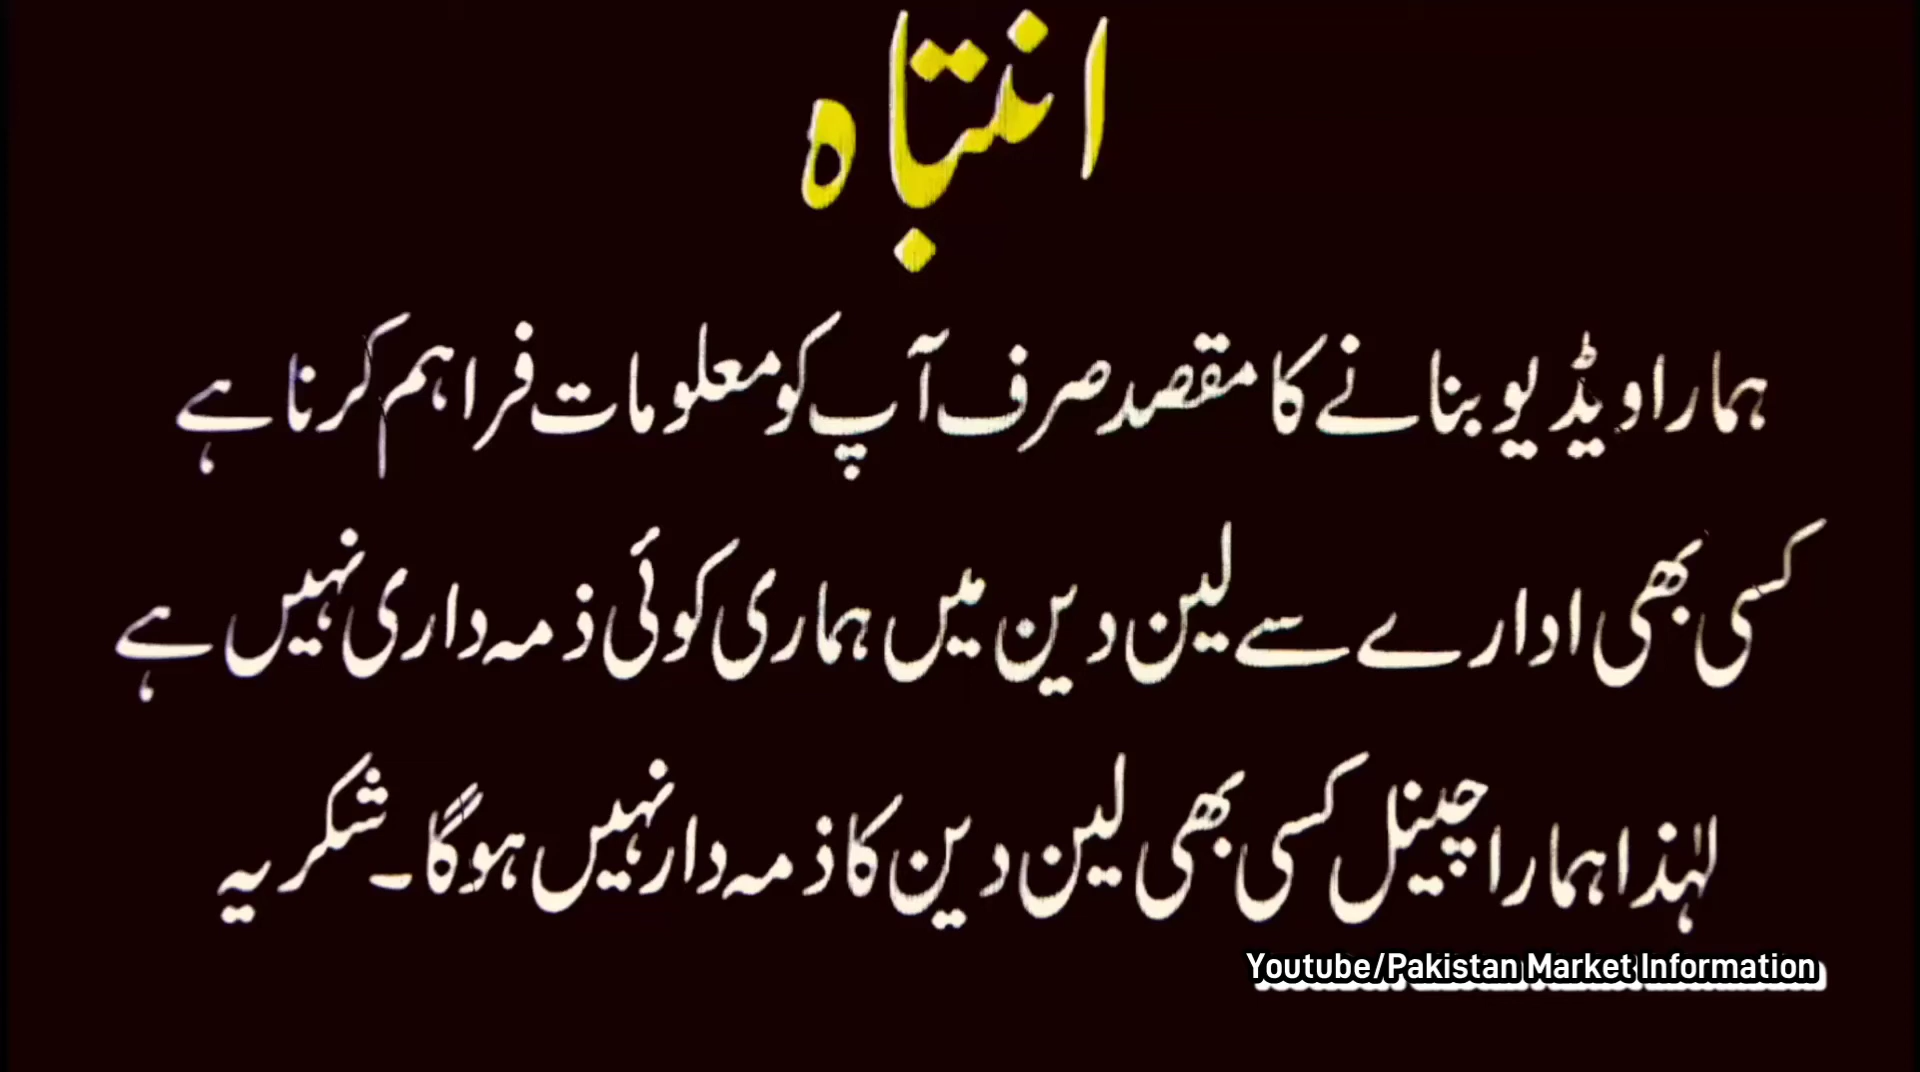 انتباہ
ہمارا ویڈیو بنانے کا مقصد صرف آپ کو معلومات فراہم کرنا ہے
کسی بھی ادارے سے لین دین میں ہماری کوئی ذمہ داری نہیں ہے
لہٰذا ہمارا چینل کسی بھی لین دین کا ذمہ دار نہیں ہوگا۔ شکریہ
Youtube/Pakistan Market Information